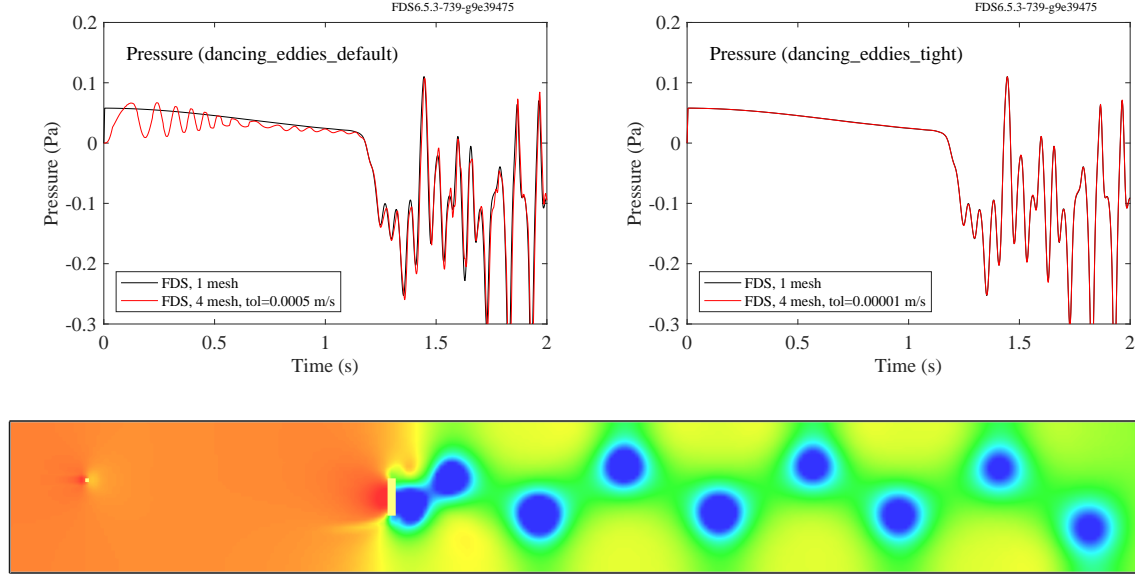 FDS6.5.3-739-g9e39475
Pressure (dancing_eddies_default)
0.2
0.1
0
-0.1
-0.2
-0.3
Pressure (Pa)
FDS, 1 mesh
FDS, 4 mesh, tol=0.0005 m/s
0 0.5 1 1.5 2
Time (s)
FDS6.5.3-739-g9e39475
Pressure (dancing_eddies_tight)
0.2
0.1
0
-0.1
-0.2
-0.3
Pressure (Pa)
FDS, 1 mesh
FDS, 4 mesh, tol=0.00001 m/s
0 0.5 1 1.5 2
Time (s)